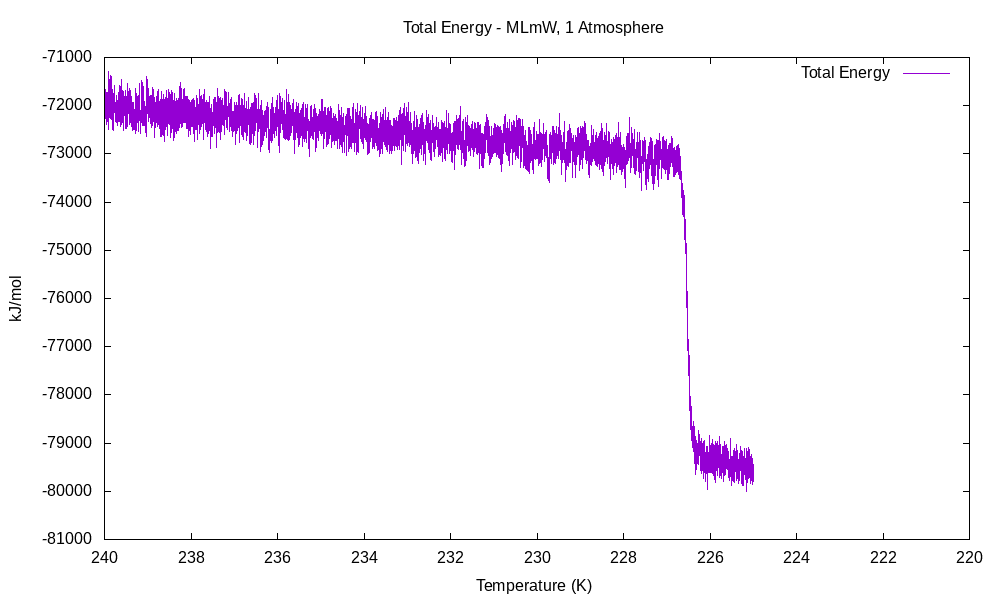 Total Energy - MLmW, 1 Atmosphere
Total Energy
-71000
-72000
-73000
-74000
-75000
-76000
-77000
-78000
-79000
-80000
-81000
kJ/mol
240 238 236 234 232 230 228 226 224 222 220
Temperature (K)